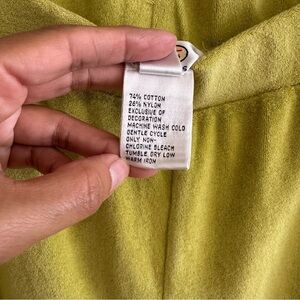 74% COTTON
26% NYLON
EXCLUSIVE OF
DECORATION
MACHINE WASH COLD
GENTLE CYCLE
ONLY NON-
CHLORINE BLEACH
TUMBLE DRY LOW
WARM IRON